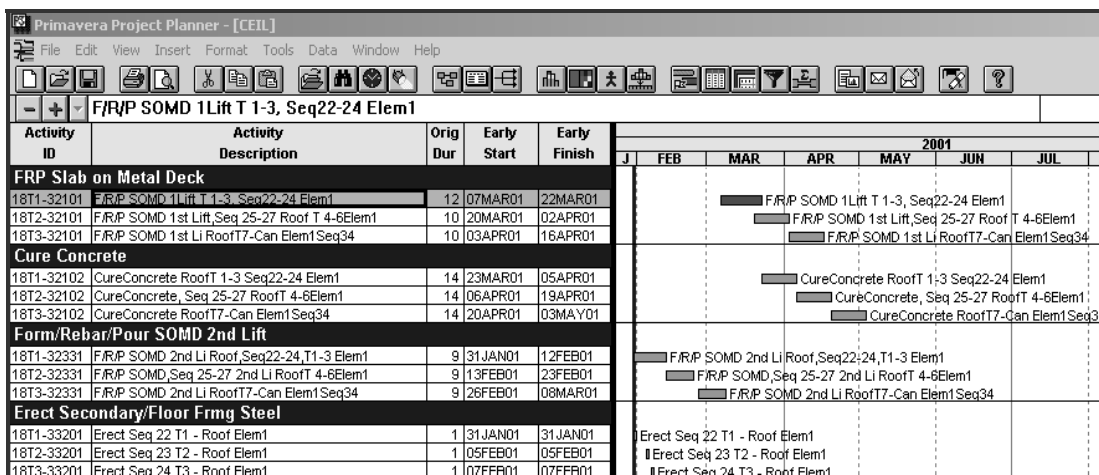 Primavera Project Planner - [CEIL]
File Edit View Insert Format Tools Data Window Help
F/R/P SOMD 1Lift T 1-3, Seq22-24 Elem1
Activity ID Activity Description Orig Dur Early Start Early Finish
2001
J FEB MAR APR MAY JUN JUL
FRP Slab on Metal Deck
18T1-32101 F/R/P SOMD 1Lift T 1-3, Seq22-24 Elem1 12 07MAR01 22MAR01 F/R/P SOMD 1Lift T 1-3, Seq22-24 Elem1
18T2-32101 F/R/P SOMD 1st Lift,Seq 25-27 Roof T 4-6Elem1 10 20MAR01 02APR01 F/R/P SOMD 1st Lift,Seq 25-27 Roof T 4-6Elem1
18T3-32101 F/R/P SOMD 1st Li RoofT7-Can Elem1Seq34 10 03APR01 16APR01 F/R/P SOMD 1st Li RoofT7-Can Elem1Seq34
Cure Concrete
18T1-32102 CureConcrete RoofT 1-3 Seq22-24 Elem1 14 23MAR01 05APR01 CureConcrete RoofT 1-3 Seq22-24 Elem1
18T2-32102 CureConcrete, Seq 25-27 RoofT 4-6Elem1 14 06APR01 19APR01 CureConcrete, Seq 25-27 RoofT 4-6Elem1
18T3-32102 CureConcrete RoofT7-Can Elem1Seq34 14 20APR01 03MAY01 CureConcrete RoofT7-Can Elem1Seq3
Form/Rebar/Pour SOMD 2nd Lift
18T1-32331 F/R/P SOMD 2nd Li Roof,Seq22-24,T1-3 Elem1 9 31JAN01 12FEB01 F/R/P SOMD 2nd Li Roof,Seq22-24,T1-3 Elem1
18T2-32331 F/R/P SOMD,Seq 25-27 2nd Li RoofT 4-6Elem1 9 13FEB01 23FEB01 F/R/P SOMD,Seq 25-27 2nd Li RoofT 4-6Elem1
18T3-32331 F/R/P SOMD 2nd Li RoofT7-Can Elem1Seq34 9 26FEB01 08MAR01 F/R/P SOMD 2nd Li RoofT7-Can Elem1Seq34
Erect Secondary/Floor Frmg Steel
18T1-33201 Erect Seq 22 T1 - Roof Elem1 1 31JAN01 31JAN01 Erect Seq 22 T1 - Roof Elem1
18T2-33201 Erect Seq 23 T2 - Roof Elem1 1 05FEB01 05FEB01 Erect Seq 23 T2 - Roof Elem1
18T3-33201 Erect Seq 24 T3 - Roof Elem1 1 07FEB01 07FEB01 Erect Seq 24 T3 - Roof Elem1